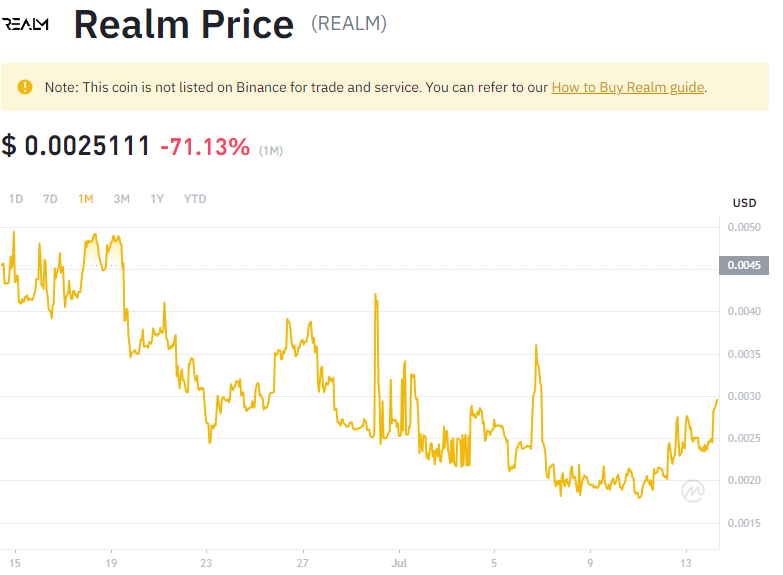 REALM Realm Price (REALM)
Note: This coin is not listed on Binance for trade and service. You can refer to our How to Buy Realm guide.
$ 0.0025111 -71.13% (1M)
1D 7D 1M 3M 1Y YTD
USD
0.0050
0.0045
0.0040
0.0035
0.0030
0.0025
0.0020
0.0015
15 19 23 27 Jul 5 9 13